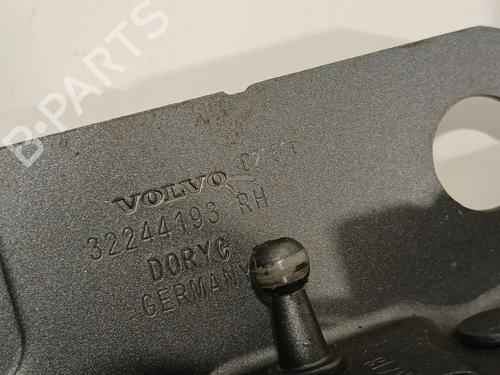 B-PARTS
VOLVO
32244193 RH
DORYC
GERMANY